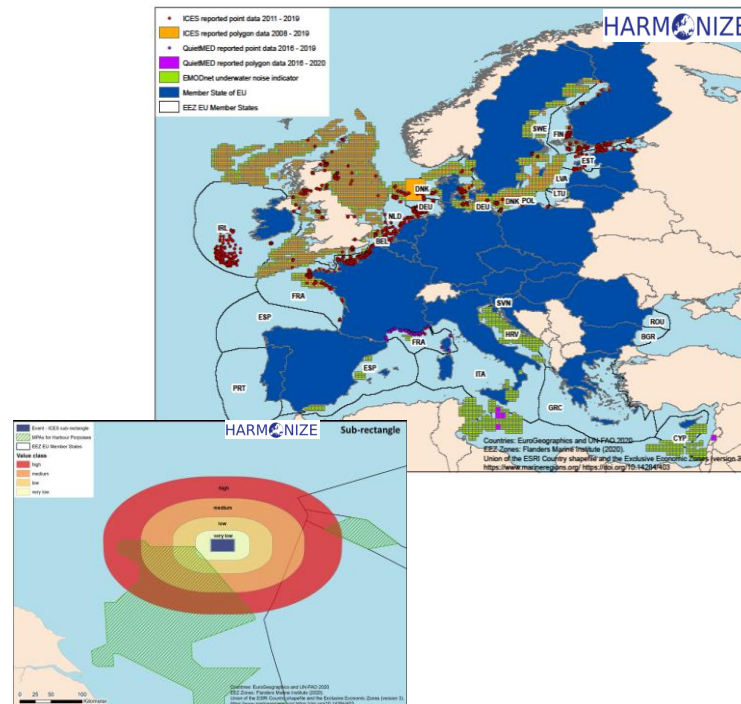 HARMONIZE
ICES reported point data 2011 - 2019
ICES reported polygon data 2008 - 2019
QuietMED reported point data 2016 - 2019
QuietMED reported polygon data 2016 - 2020
EMODnet underwater noise indicator
Member State of EU
EEZ EU Member States
SWE
FIN
EST
LVA
LTU
DNK
DEU
DEU
DNK
POL
NLD
BEL
IRL
FRA
ESP
PRT
SVN
HRV
FRA
ESP
ITA
ROU
BGR
GRC
CYP
Countries: EuroGeographics and UN-FAO 2020
EEZ Zones: Flanders Marine Institute (2020).
Union of the ESRI Country shapefile and the Exclusive Economic Zones (version 3
https://www.marineregions.org/ https://doi.org/10.14284/403
HARMONIZE
Sub-rectangle
Event - ICES sub-rectangle
MPAs for Harbour Porpoises
EEZ EU Member States
Value class
high
medium
low
very low
high
medium
low
very low
0 25 50 100
Kilometer
Countries: EuroGeographics and UN-FAO 2020
EEZ Zones: Flanders Marine Institute (2020).
Union of the ESRI Country shapefile and the Exclusive Economic Zones (version 3).